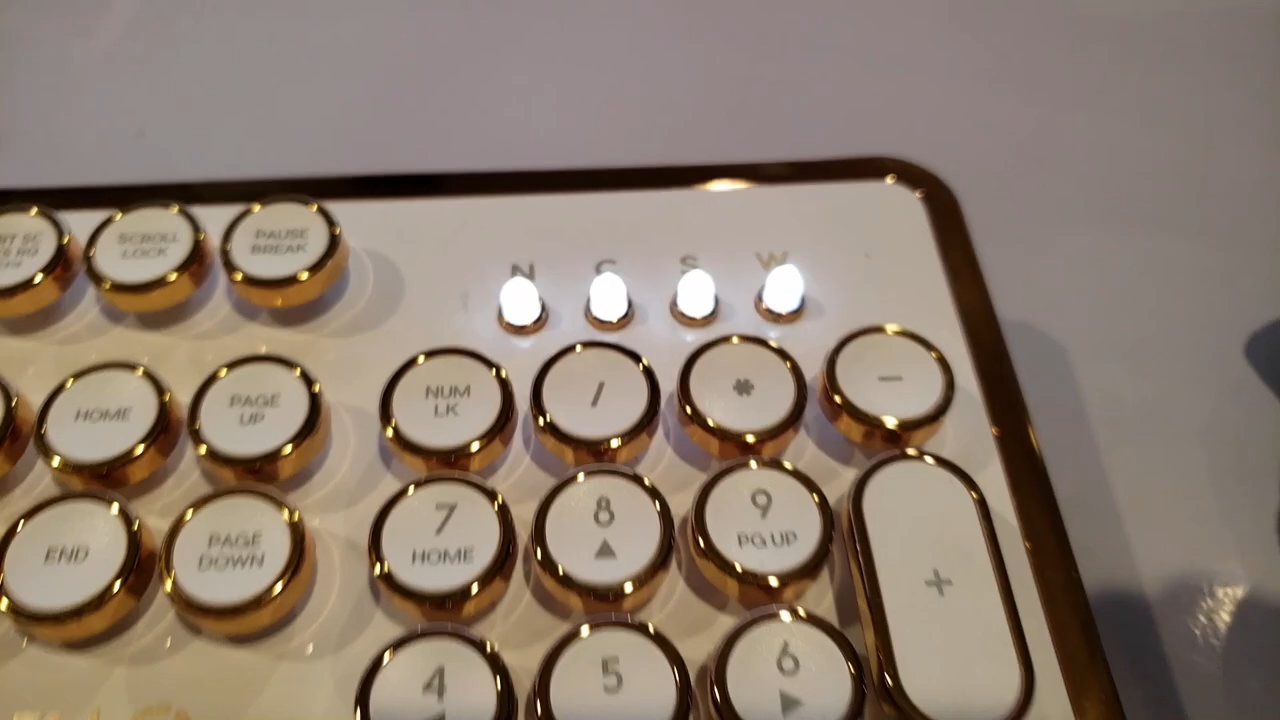 SCROLL
LOCK
PAUSE
BREAK
N C S W
HOME
PAGE
UP
NUM
LK
/
*
-
END
PAGE
DOWN
7
HOME
8
▲
9
PG UP
+
4
5
6
▶